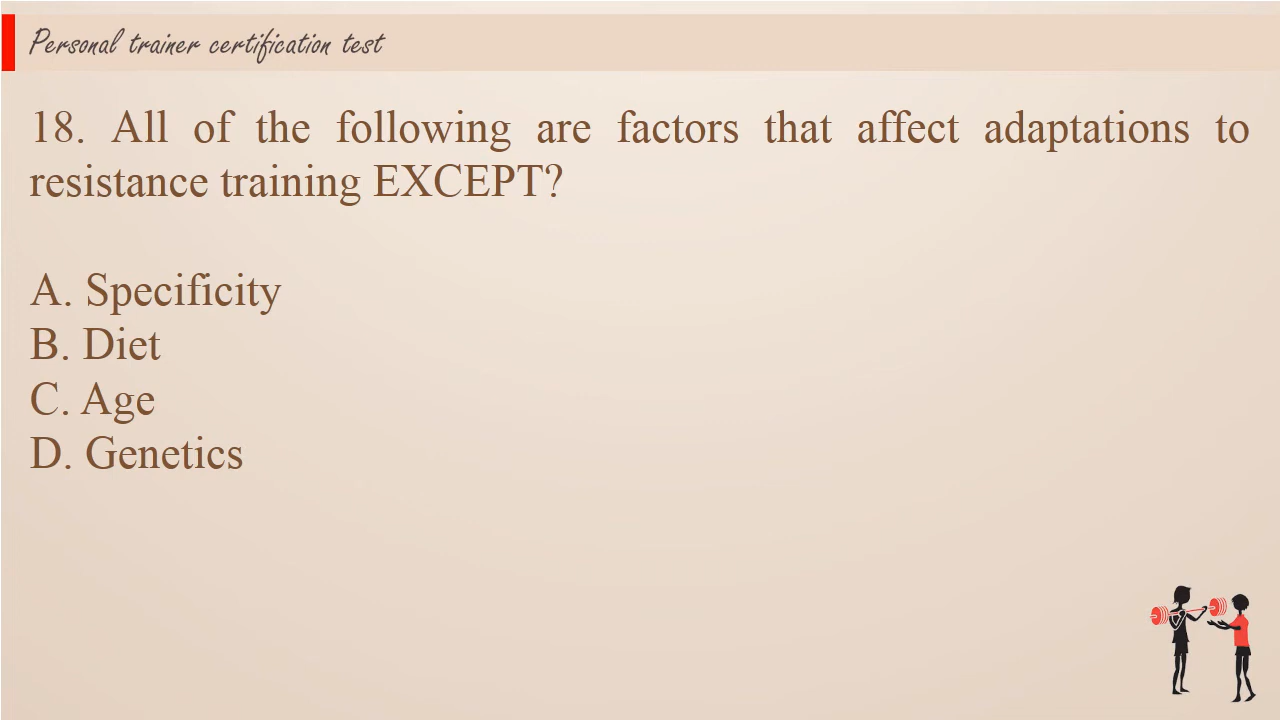 Personal trainer certification test
18. All of the following are factors that affect adaptations to
resistance training EXCEPT?
A. Specificity
B. Diet
C. Age
D. Genetics